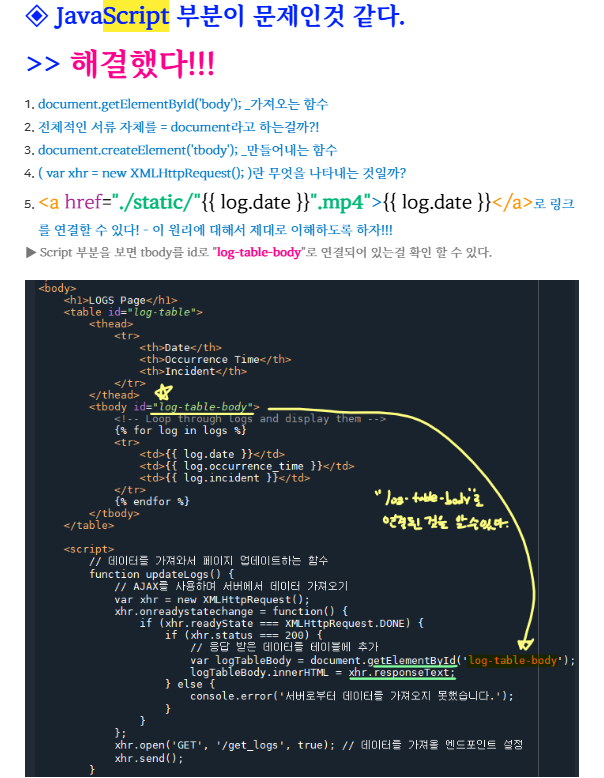 ◈ JavaScript 부분이 문제인것 같다.
>> 해결했다!!!
1. document.getElementById('body'); _가져오는 함수
2. 전체적인 서류 자체를 = document라고 하는걸까?!
3. document.createElement('tbody'); _만들어내는 함수
4. ( var xhr = new XMLHttpRequest(); )란 무엇을 나타내는 것일까?
5. <a href="./static/"{{ log.date }}".mp4">{{ log.date }}</a>로 링크
를 연결할 수 있다! - 이 원리에 대해서 제대로 이해하도록 하자!!!
▶ Script 부분을 보면 tbody를 id로 "log-table-body"로 연결되어 있는걸 확인 할 수 있다.
<body>
<h1>LOGS Page</h1>
<table id="log-table">
<thead>
<tr>
<th>Date</th>
<th>Occurrence Time</th>
<th>Incident</th>
</tr>
</thead>
<tbody id="log-table-body">
<!-- Loop through logs and display them -->
{% for log in logs %}
<tr>
<td>{{ log.date }}</td>
<td>{{ log.occurrence_time }}</td>
<td>{{ log.incident }}</td>
</tr>
{% endfor %}
</tbody>
</table>
"log-table-body"로
연결된 것을 알수있다.
<script>
// 데이터를 가져와서 페이지 업데이트하는 함수
function updateLogs() {
// AJAX를 사용하여 서버에서 데이터 가져오기
var xhr = new XMLHttpRequest();
xhr.onreadystatechange = function() {
if (xhr.readyState === XMLHttpRequest.DONE) {
if (xhr.status === 200) {
// 응답 받은 데이터를 테이블에 추가
var logTableBody = document.getElementById('log-table-body');
logTableBody.innerHTML = xhr.responseText;
} else {
console.error('서버로부터 데이터를 가져오지 못했습니다.');
}
}
};
xhr.open('GET', '/get_logs', true); // 데이터를 가져올 엔드포인트 설정
xhr.send();
}